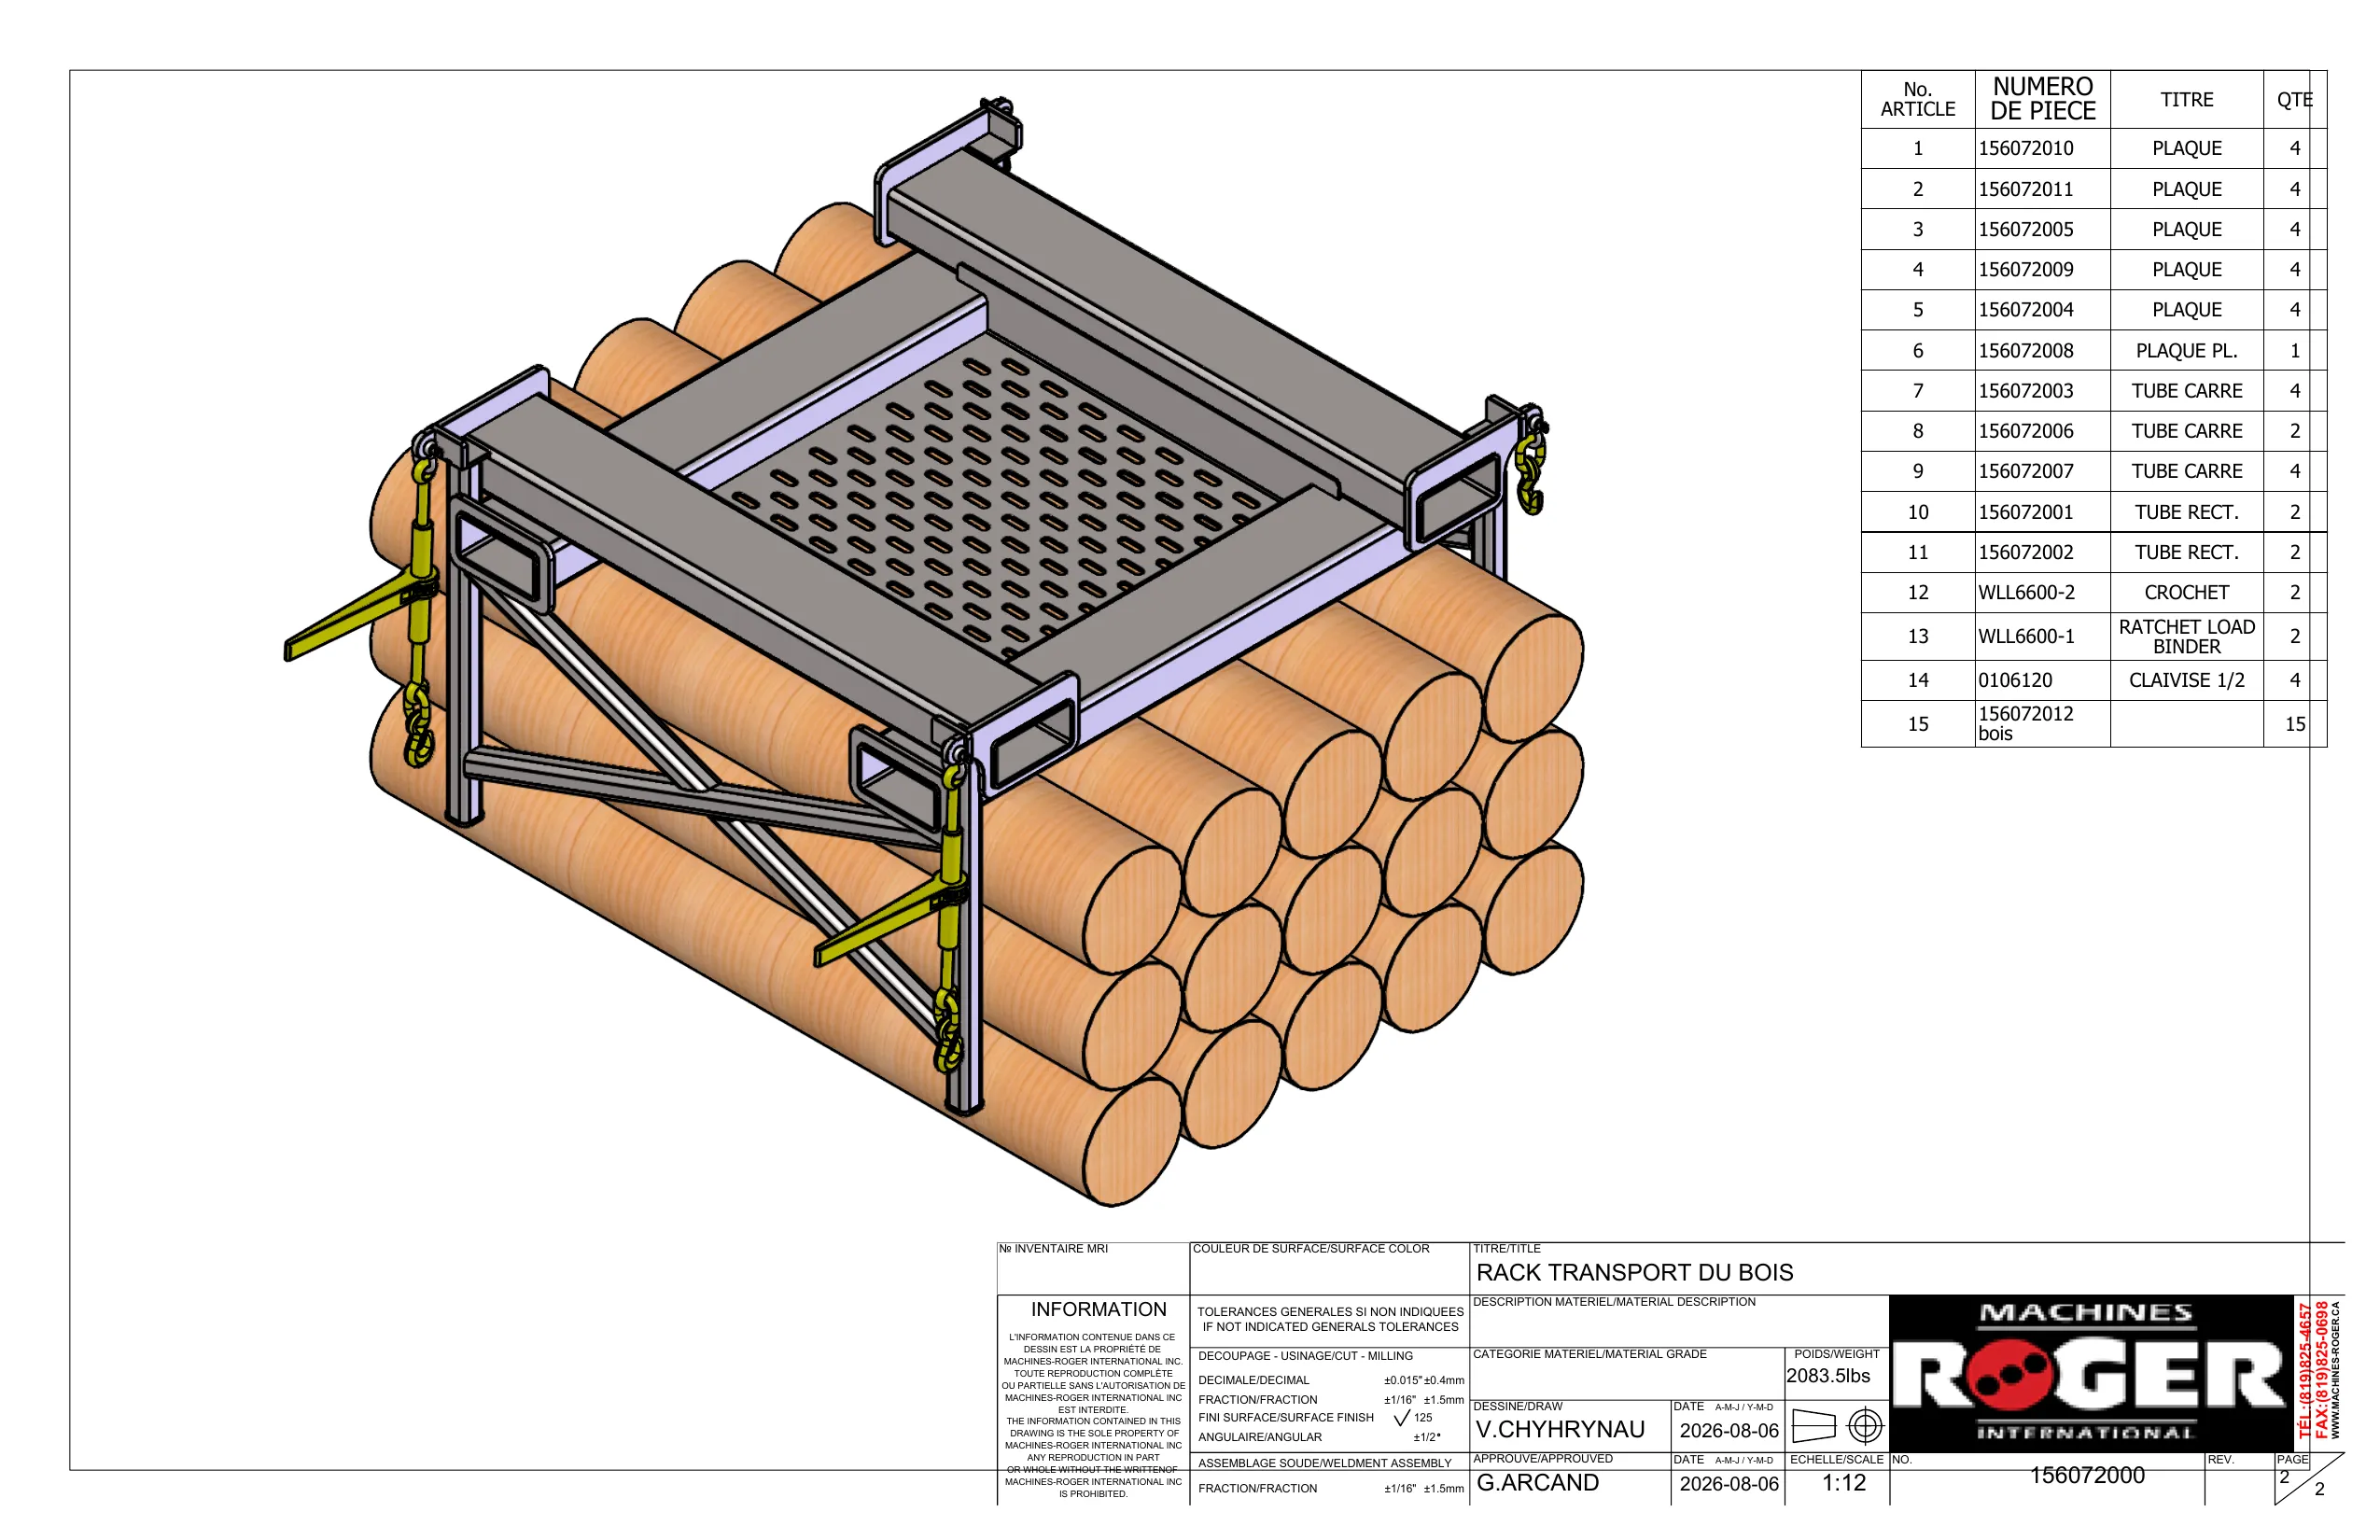 No. ARTICLE NUMERO DE PIECE TITRE QTE
1 156072010 PLAQUE 4
2 156072011 PLAQUE 4
3 156072005 PLAQUE 4
4 156072009 PLAQUE 4
5 156072004 PLAQUE 4
6 156072008 PLAQUE PL. 1
7 156072003 TUBE CARRE 4
8 156072006 TUBE CARRE 2
9 156072007 TUBE CARRE 4
10 156072001 TUBE RECT. 2
11 156072002 TUBE RECT. 2
12 WLL6600-2 CROCHET 2
13 WLL6600-1 RATCHET LOAD BINDER 2
14 0106120 CLAIVISE 1/2 4
15 156072012 bois 15
№ INVENTAIRE MRI
INFORMATION
L'INFORMATION CONTENUE DANS CE
DESSIN EST LA PROPRIÉTÉ DE
MACHINES-ROGER INTERNATIONAL INC.
TOUTE REPRODUCTION COMPLÈTE
OU PARTIELLE SANS L'AUTORISATION DE
MACHINES-ROGER INTERNATIONAL INC
EST INTERDITE.
THE INFORMATION CONTAINED IN THIS
DRAWING IS THE SOLE PROPERTY OF
MACHINES-ROGER INTERNATIONAL INC
ANY REPRODUCTION IN PART
OR WHOLE WITHOUT THE WRITTENOF
MACHINES-ROGER INTERNATIONAL INC
IS PROHIBITED.
COULEUR DE SURFACE/SURFACE COLOR
TOLERANCES GENERALES SI NON INDIQUEES
IF NOT INDICATED GENERALS TOLERANCES
DECOUPAGE - USINAGE/CUT - MILLING
DECIMALE/DECIMAL ±0.015" ±0.4mm
FRACTION/FRACTION ±1/16" ±1.5mm
FINI SURFACE/SURFACE FINISH 125
ANGULAIRE/ANGULAR ±1/2°
ASSEMBLAGE SOUDE/WELDMENT ASSEMBLY
FRACTION/FRACTION ±1/16" ±1.5mm
TITRE/TITLE
RACK TRANSPORT DU BOIS
DESCRIPTION MATERIEL/MATERIAL DESCRIPTION
CATEGORIE MATERIEL/MATERIAL GRADE
POIDS/WEIGHT
2083.5lbs
DESSINE/DRAW
V.CHYHRYNAU
DATE A-M-J / Y-M-D
2026-08-06
APPROUVE/APPROUVED
G.ARCAND
DATE A-M-J / Y-M-D
2026-08-06
ECHELLE/SCALE
1:12
MACHINES
ROGER
INTERNATIONAL
TÉL:(819)825-4657
FAX:(819)825-0698
WWW.MACHINES-ROGER.CA
NO.
156072000
REV.
PAGE
2
2